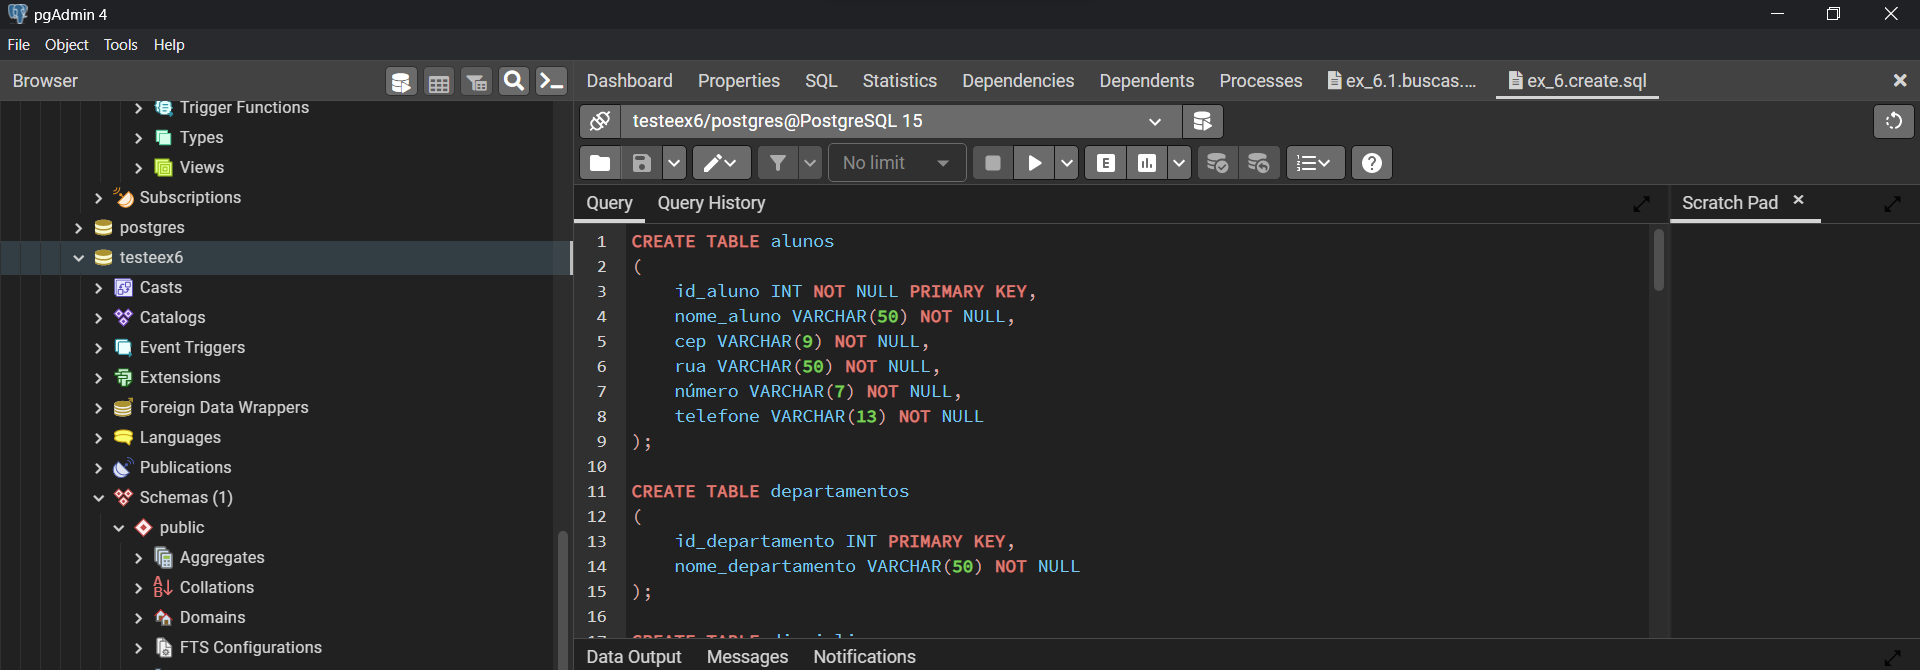 pgAdmin 4
File Object Tools Help
Browser
Dashboard Properties SQL Statistics Dependencies Dependents Processes ex_6.1.buscas.... ex_6.create.sql
Trigger Functions
Types
Views
Subscriptions
postgres
testeex6
Casts
Catalogs
Event Triggers
Extensions
Foreign Data Wrappers
Languages
Publications
Schemas (1)
public
Aggregates
Collations
Domains
FTS Configurations
testeex6/postgres@PostgreSQL 15
No limit
E
Query Query History
Scratch Pad
1 CREATE TABLE alunos
2 (
3 id_aluno INT NOT NULL PRIMARY KEY,
4 nome_aluno VARCHAR(50) NOT NULL,
5 cep VARCHAR(9) NOT NULL,
6 rua VARCHAR(50) NOT NULL,
7 número VARCHAR(7) NOT NULL,
8 telefone VARCHAR(13) NOT NULL
9 );
10
11 CREATE TABLE departamentos
12 (
13 id_departamento INT PRIMARY KEY,
14 nome_departamento VARCHAR(50) NOT NULL
15 );
16
17 CREATE TABLE
Data Output Messages Notifications